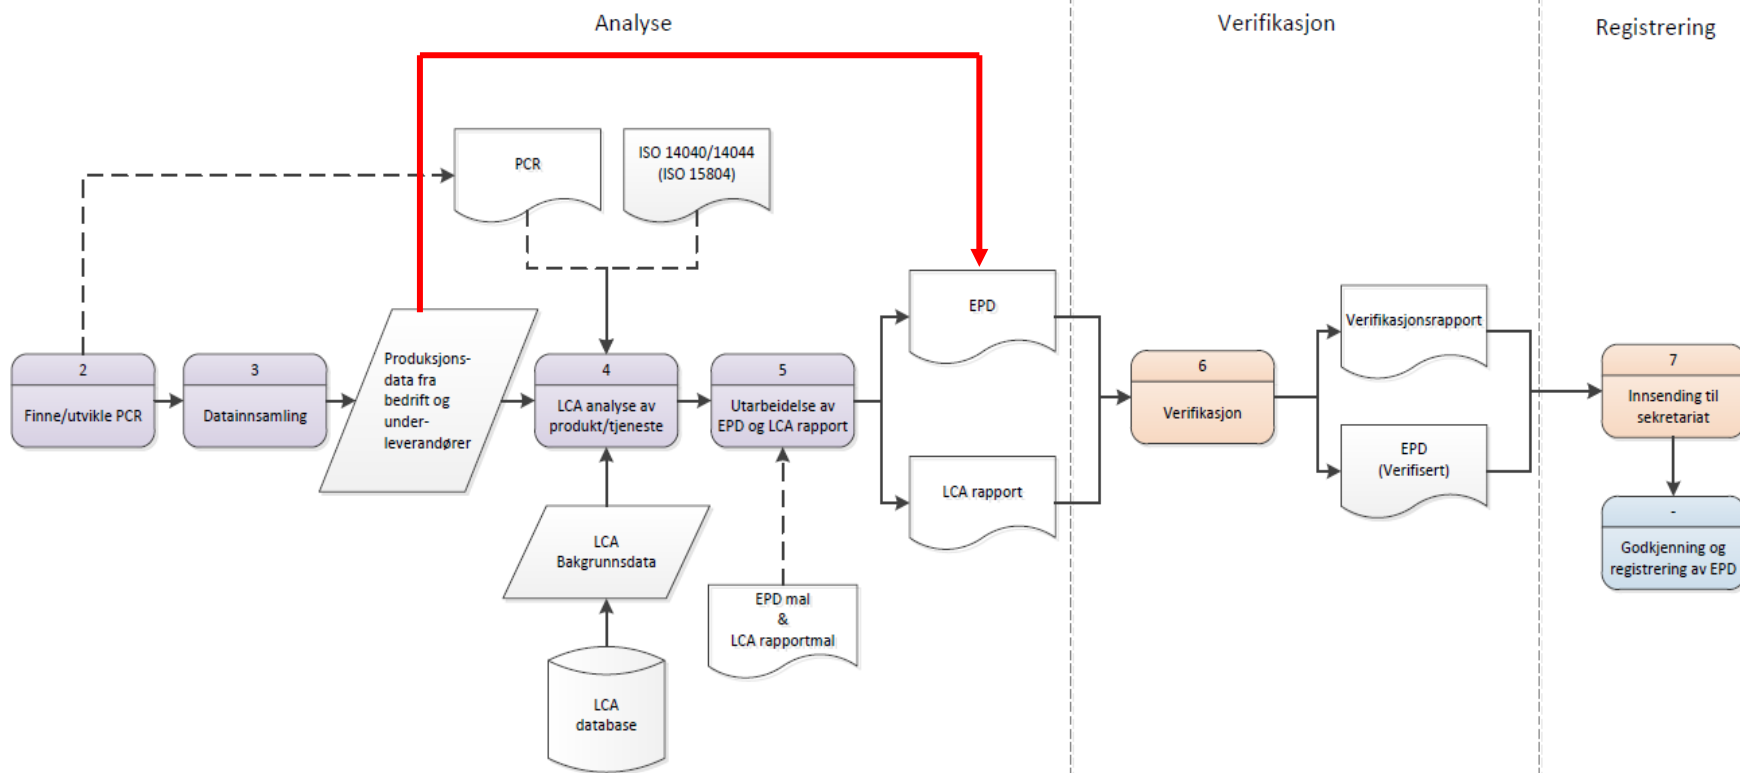 Analyse
Verifikasjon
Registrering
PCR
ISO 14040/14044
(ISO 15804)
2
Finne/utvikle PCR
3
Datainnsamling
Produksjons-
data fra
bedrift og
under-
leverandører
4
LCA analyse av
produkt/tjeneste
5
Utarbeidelse av
EPD og LCA rapport
EPD
LCA rapport
LCA
Bakgrunnsdata
LCA
database
EPD mal
&
LCA rapportmal
6
Verifikasjon
Verifikasjonsrapport
EPD
(Verifisert)
7
Innsending til
sekretariat
-
Godkjenning og
registrering av EPD